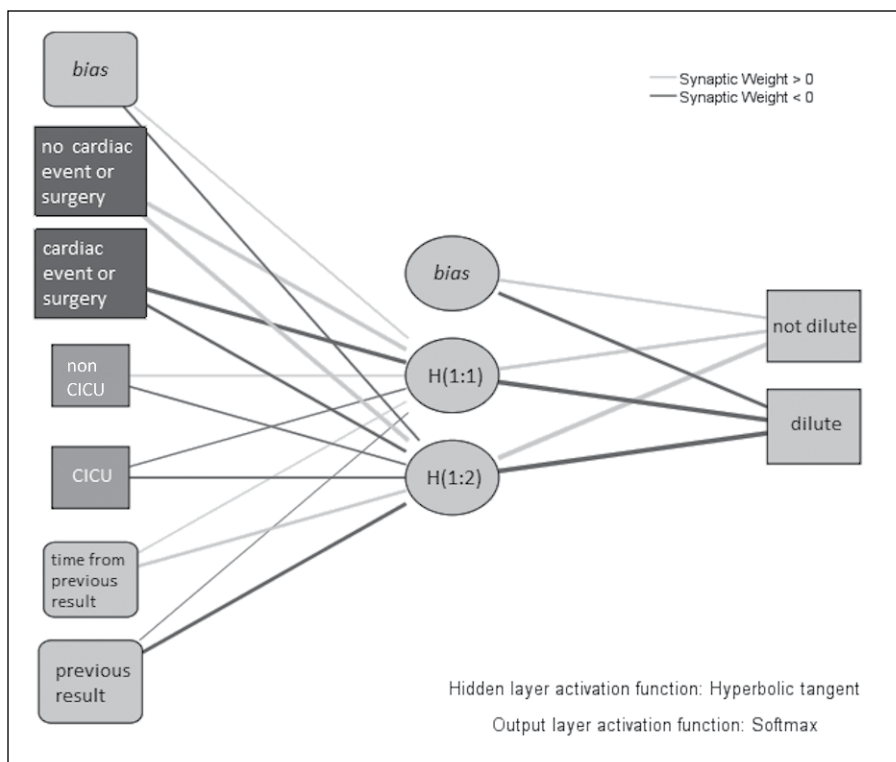 bias
Synaptic Weight > 0
Synaptic Weight < 0
no cardiac
event or
surgery
cardiac
event or
surgery
bias
not dilute
non
CICU
H(1:1)
dilute
CICU
H(1:2)
time from
previous
result
previous
result
Hidden layer activation function: Hyperbolic tangent
Output layer activation function: Softmax